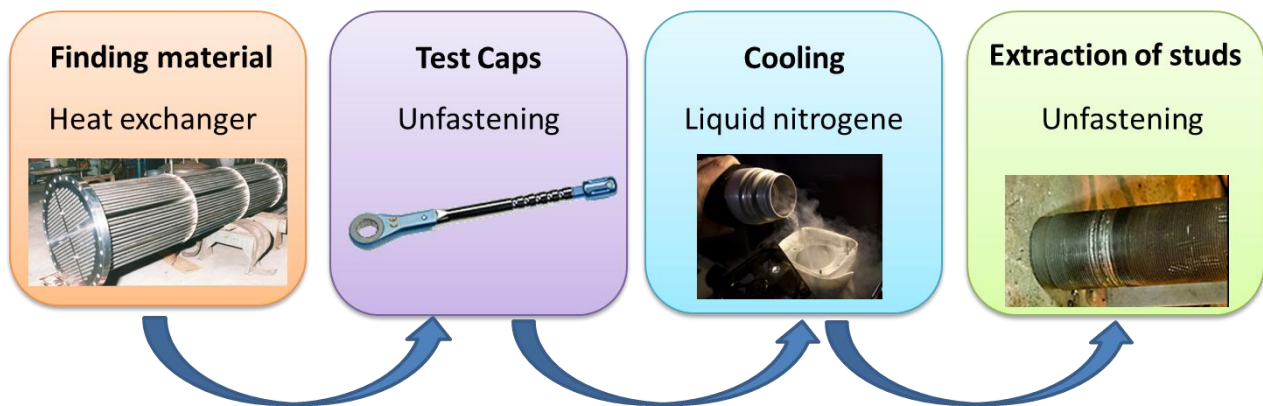 Finding material
Heat exchanger
Test Caps
Unfastening
Cooling
Liquid nitrogene
Extraction of studs
Unfastening